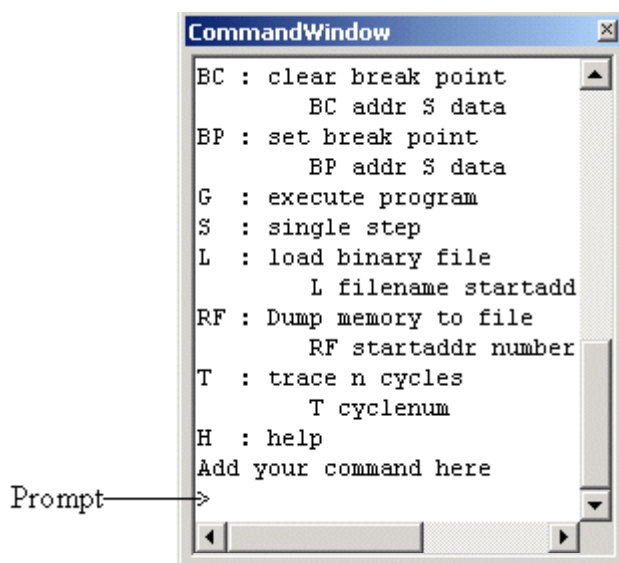 CommandWindow
BC : clear break point
BC addr S data
BP : set break point
BP addr S data
G : execute program
S : single step
L : load binary file
L filename startadd
RF : Dump memory to file
RF startaddr number
T : trace n cycles
T cyclenum
H : help
Add your command here
Prompt >